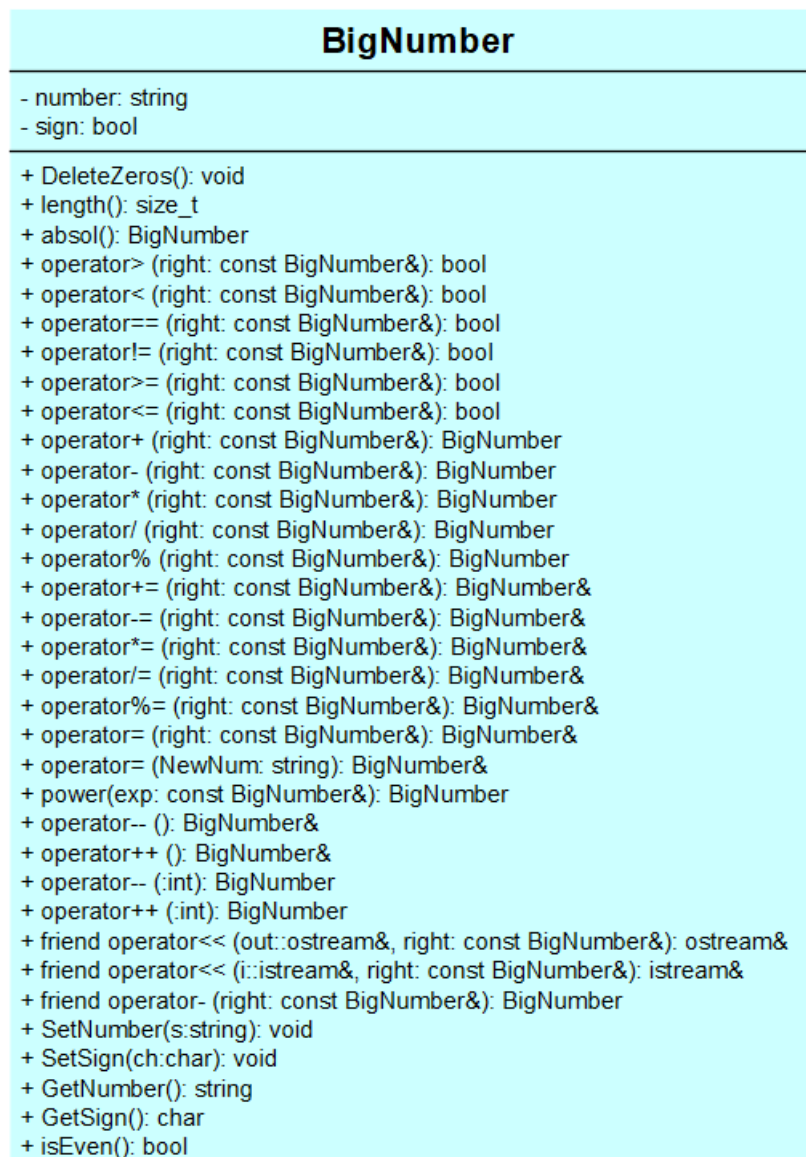 BigNumber
- number: string
- sign: bool
+ DeleteZeros(): void
+ length(): size_t
+ absol(): BigNumber
+ operator> (right: const BigNumber&): bool
+ operator< (right: const BigNumber&): bool
+ operator== (right: const BigNumber&): bool
+ operator!= (right: const BigNumber&): bool
+ operator>= (right: const BigNumber&): bool
+ operator<= (right: const BigNumber&): bool
+ operator+ (right: const BigNumber&): BigNumber
+ operator- (right: const BigNumber&): BigNumber
+ operator* (right: const BigNumber&): BigNumber
+ operator/ (right: const BigNumber&): BigNumber
+ operator% (right: const BigNumber&): BigNumber
+ operator+= (right: const BigNumber&): BigNumber&
+ operator-= (right: const BigNumber&): BigNumber&
+ operator*= (right: const BigNumber&): BigNumber&
+ operator/= (right: const BigNumber&): BigNumber&
+ operator%= (right: const BigNumber&): BigNumber&
+ operator= (right: const BigNumber&): BigNumber&
+ operator= (NewNum: string): BigNumber&
+ power(exp: const BigNumber&): BigNumber
+ operator-- (): BigNumber&
+ operator++ (): BigNumber&
+ operator-- (:int): BigNumber
+ operator++ (:int): BigNumber
+ friend operator<< (out::ostream&, right: const BigNumber&): ostream&
+ friend operator<< (i::istream&, right: const BigNumber&): istream&
+ friend operator- (right: const BigNumber&): BigNumber
+ SetNumber(s:string): void
+ SetSign(ch:char): void
+ GetNumber(): string
+ GetSign(): char
+ isEven(): bool